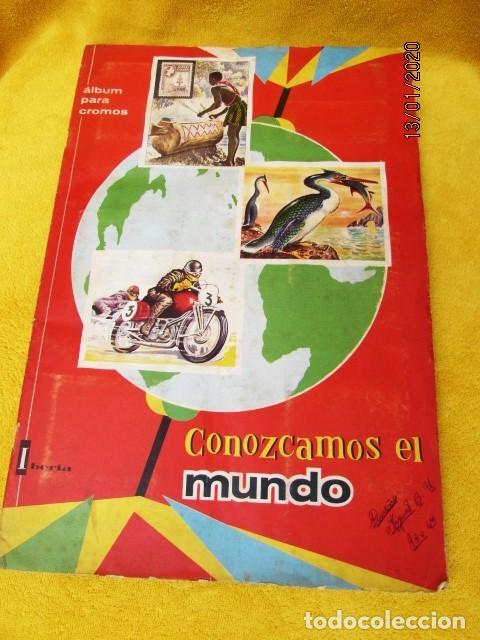 álbum
para
cromos
3
3
Conozcamos el
mundo
Iberia
13/01/2020
todocoleccion